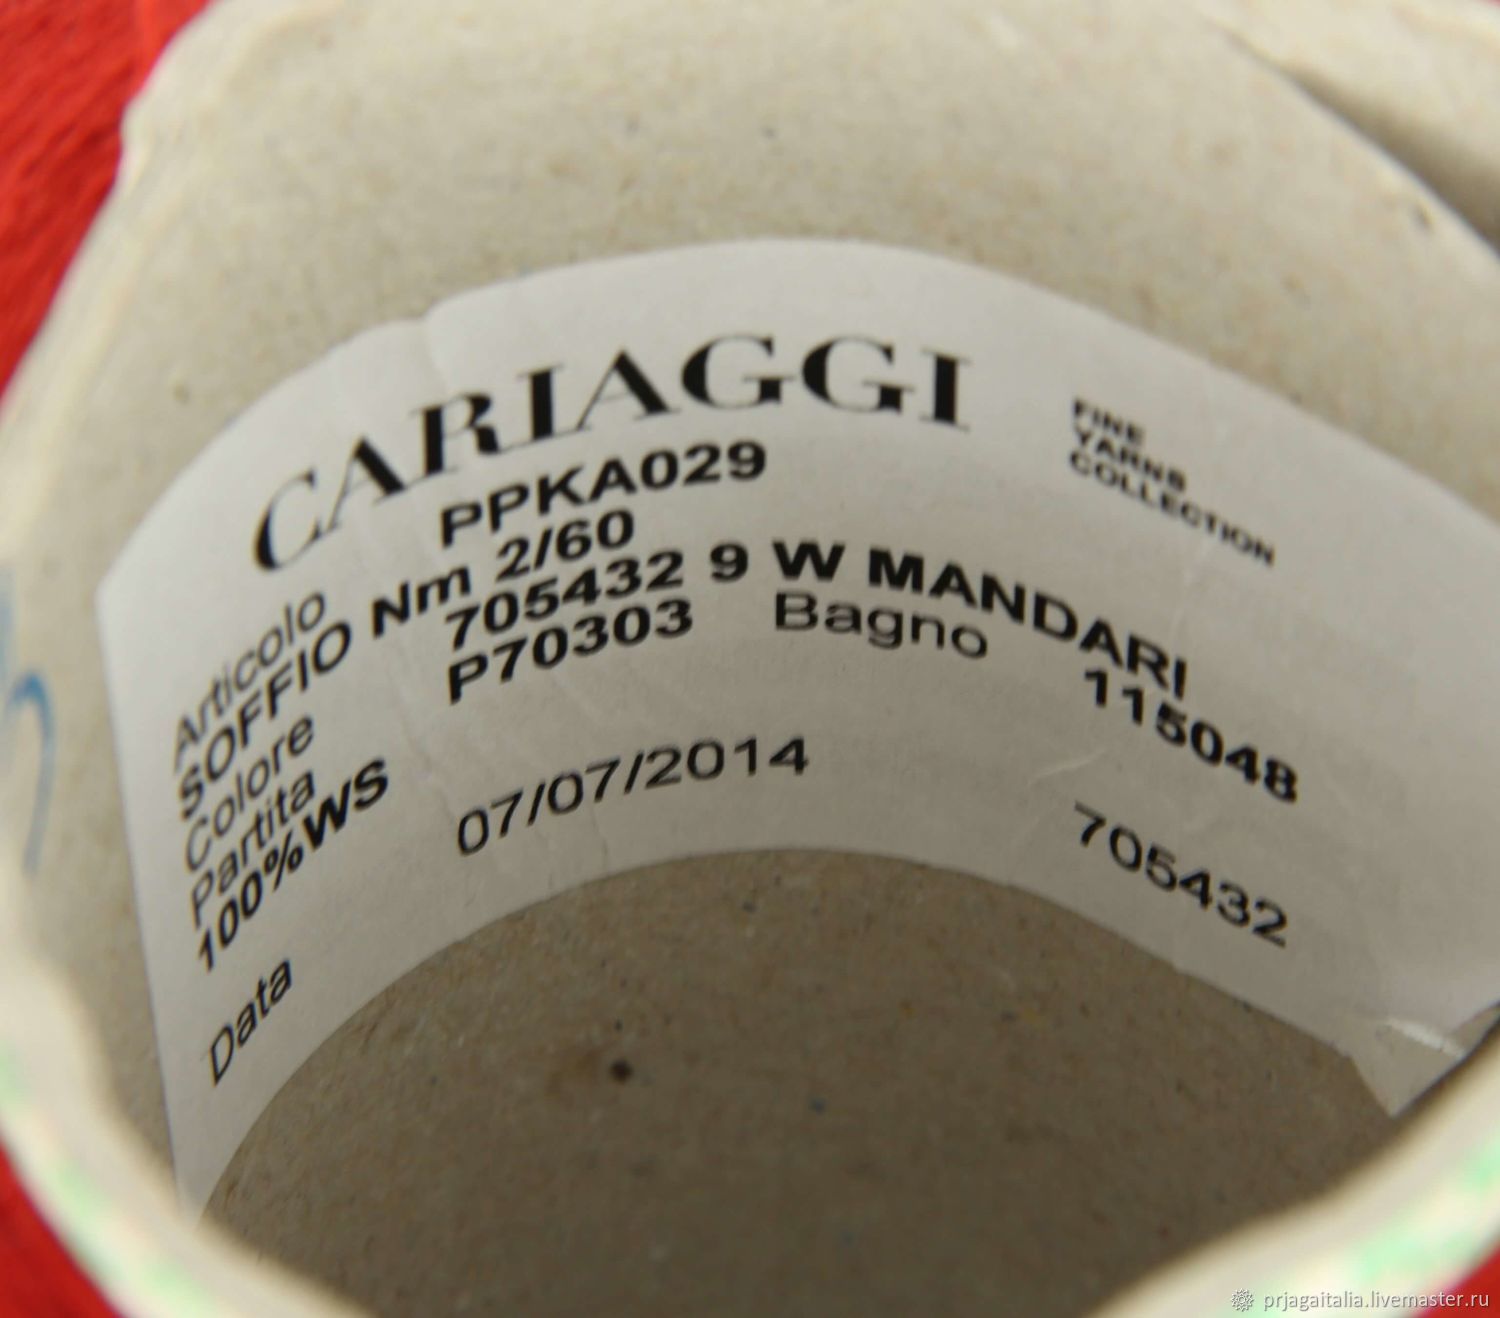 CARIAGGI
FINE
YARNS
COLLECTION
Articolo PPKA029
SOFFIO Nm 2/60
Colore 705432 9 W MANDARI
Partita P70303 Bagno 115048
100%WS
Data 07/07/2014 705432
prjagaitalia.livemaster.ru